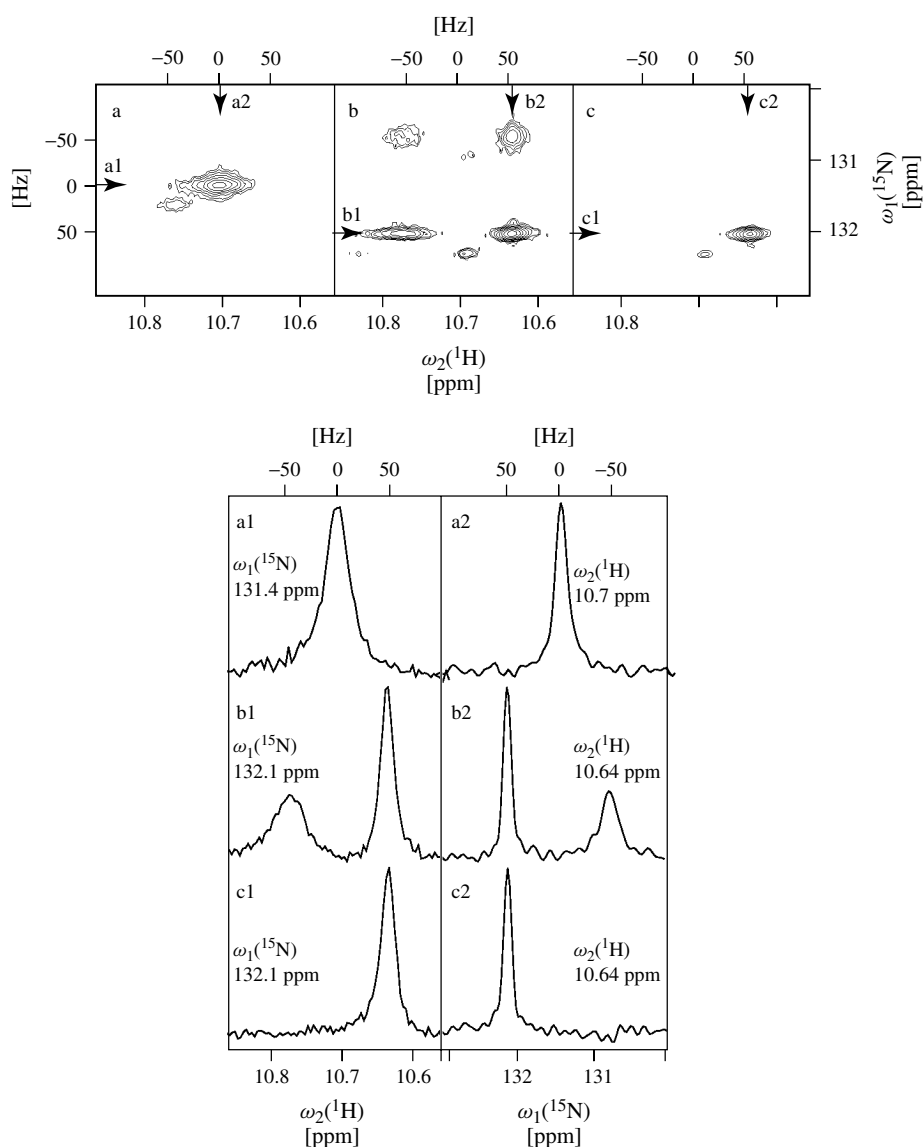 [Hz]
−50 0 50 −50 0 50 −50 0 50
a a2 b b2 c c2
−50
0
50
[Hz]
a1 b1 c1
131
132
ω1(15N)
[ppm]
10.8 10.7 10.6 10.8 10.7 10.6 10.8
ω2(1H)
[ppm]
[Hz] [Hz]
−50 0 50 50 0 −50
a1 a2
ω1(15N)
131.4 ppm
ω2(1H)
10.7 ppm
b1 b2
ω1(15N)
132.1 ppm
ω2(1H)
10.64 ppm
c1 c2
ω1(15N)
132.1 ppm
ω2(1H)
10.64 ppm
10.8 10.7 10.6 132 131
ω2(1H) ω1(15N)
[ppm] [ppm]